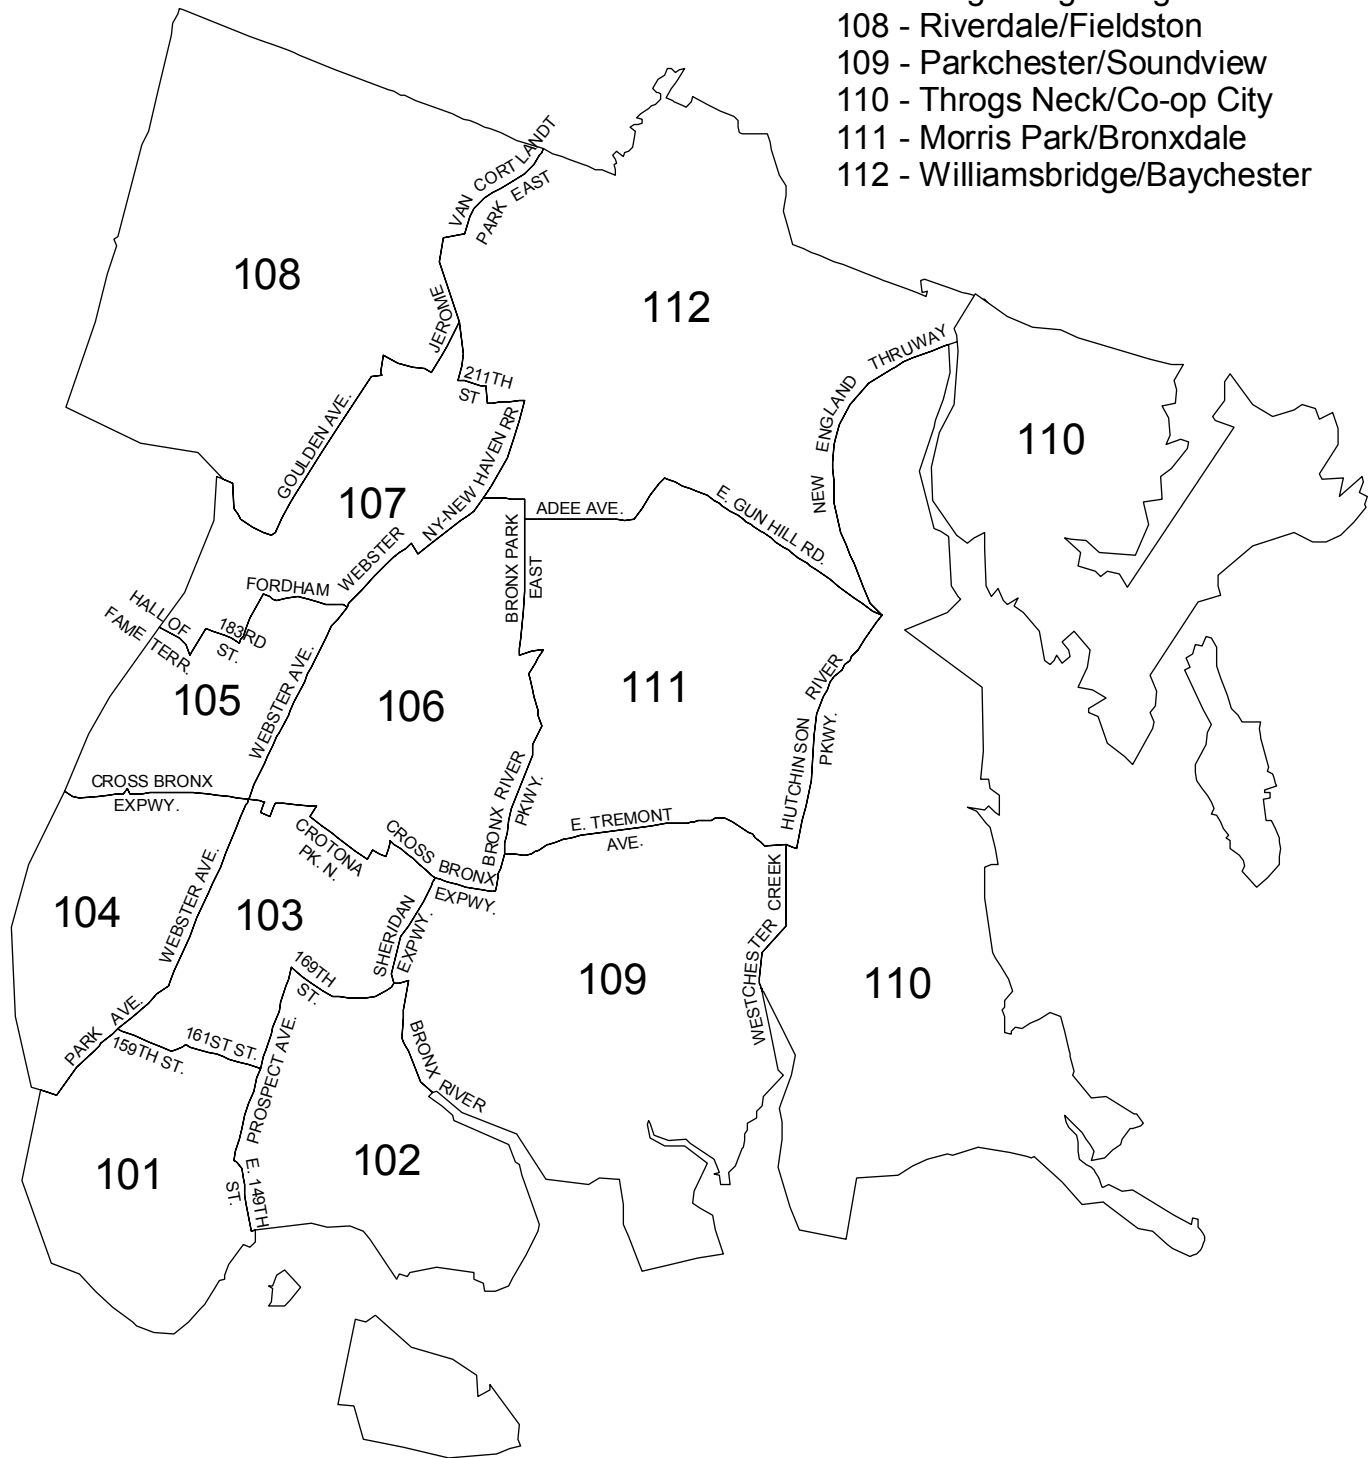 108 - Riverdale/Fieldston
109 - Parkchester/Soundview
110 - Throgs Neck/Co-op City
111 - Morris Park/Bronxdale
112 - Williamsbridge/Baychester
VAN CORTLANDT
PARK EAST
108
112
JEROME
211TH
ST
NEW ENGLAND THRUWAY
110
GOULDEN AVE.
107
NY-NEW HAVEN RR
WEBSTER
ADEE AVE.
E. GUN HILL RD.
BRONX PARK
EAST
FORDHAM
HALL OF
FAME TERR.
183RD
ST.
105
WEBSTER AVE.
106
111
HUTCHINSON RIVER
PKWY.
CROSS BRONX
EXPWY.
BRONX RIVER
PKWY.
E. TREMONT
AVE.
CROTONA
PK. N.
CROSS BRONX
EXPWY.
104
WEBSTER AVE.
103
SHERIDAN
EXPWY.
WESTCHESTER CREEK
109
110
169TH
ST.
PARK AVE.
159TH ST.
161ST ST.
PROSPECT AVE.
BRONX RIVER
101
E. 149TH
ST.
102